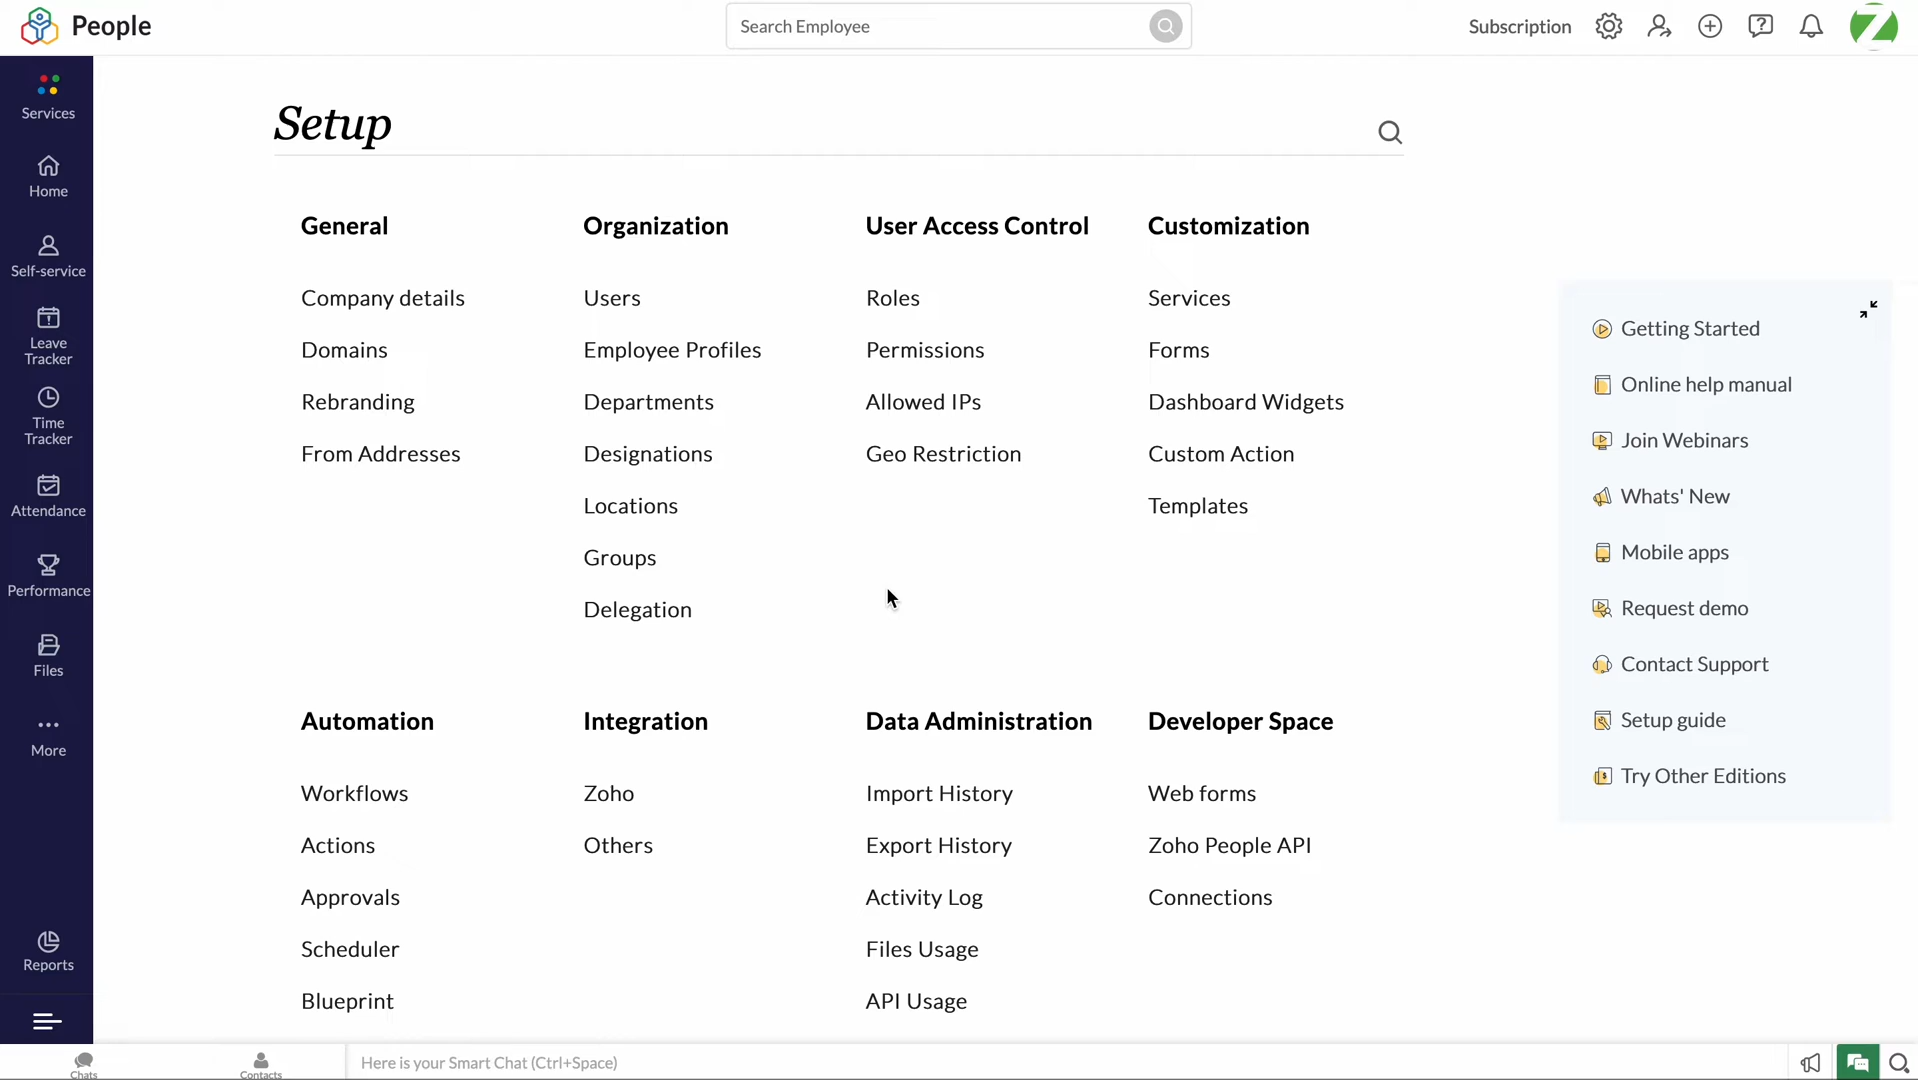 People
Search Employee
Subscription
Services
Home
Self-service
Leave
Tracker
Time
Tracker
Attendance
Performance
Files
More
Reports
Setup
General
Company details
Domains
Rebranding
From Addresses
Organization
Users
Employee Profiles
Departments
Designations
Locations
Groups
Delegation
User Access Control
Roles
Permissions
Allowed IPs
Geo Restriction
Customization
Services
Forms
Dashboard Widgets
Custom Action
Templates
Automation
Workflows
Actions
Approvals
Scheduler
Blueprint
Integration
Zoho
Others
Data Administration
Import History
Export History
Activity Log
Files Usage
API Usage
Developer Space
Web forms
Zoho People API
Connections
Getting Started
Online help manual
Join Webinars
Whats' New
Mobile apps
Request demo
Contact Support
Setup guide
Try Other Editions
Chats
Contacts
Here is your Smart Chat (Ctrl+Space)